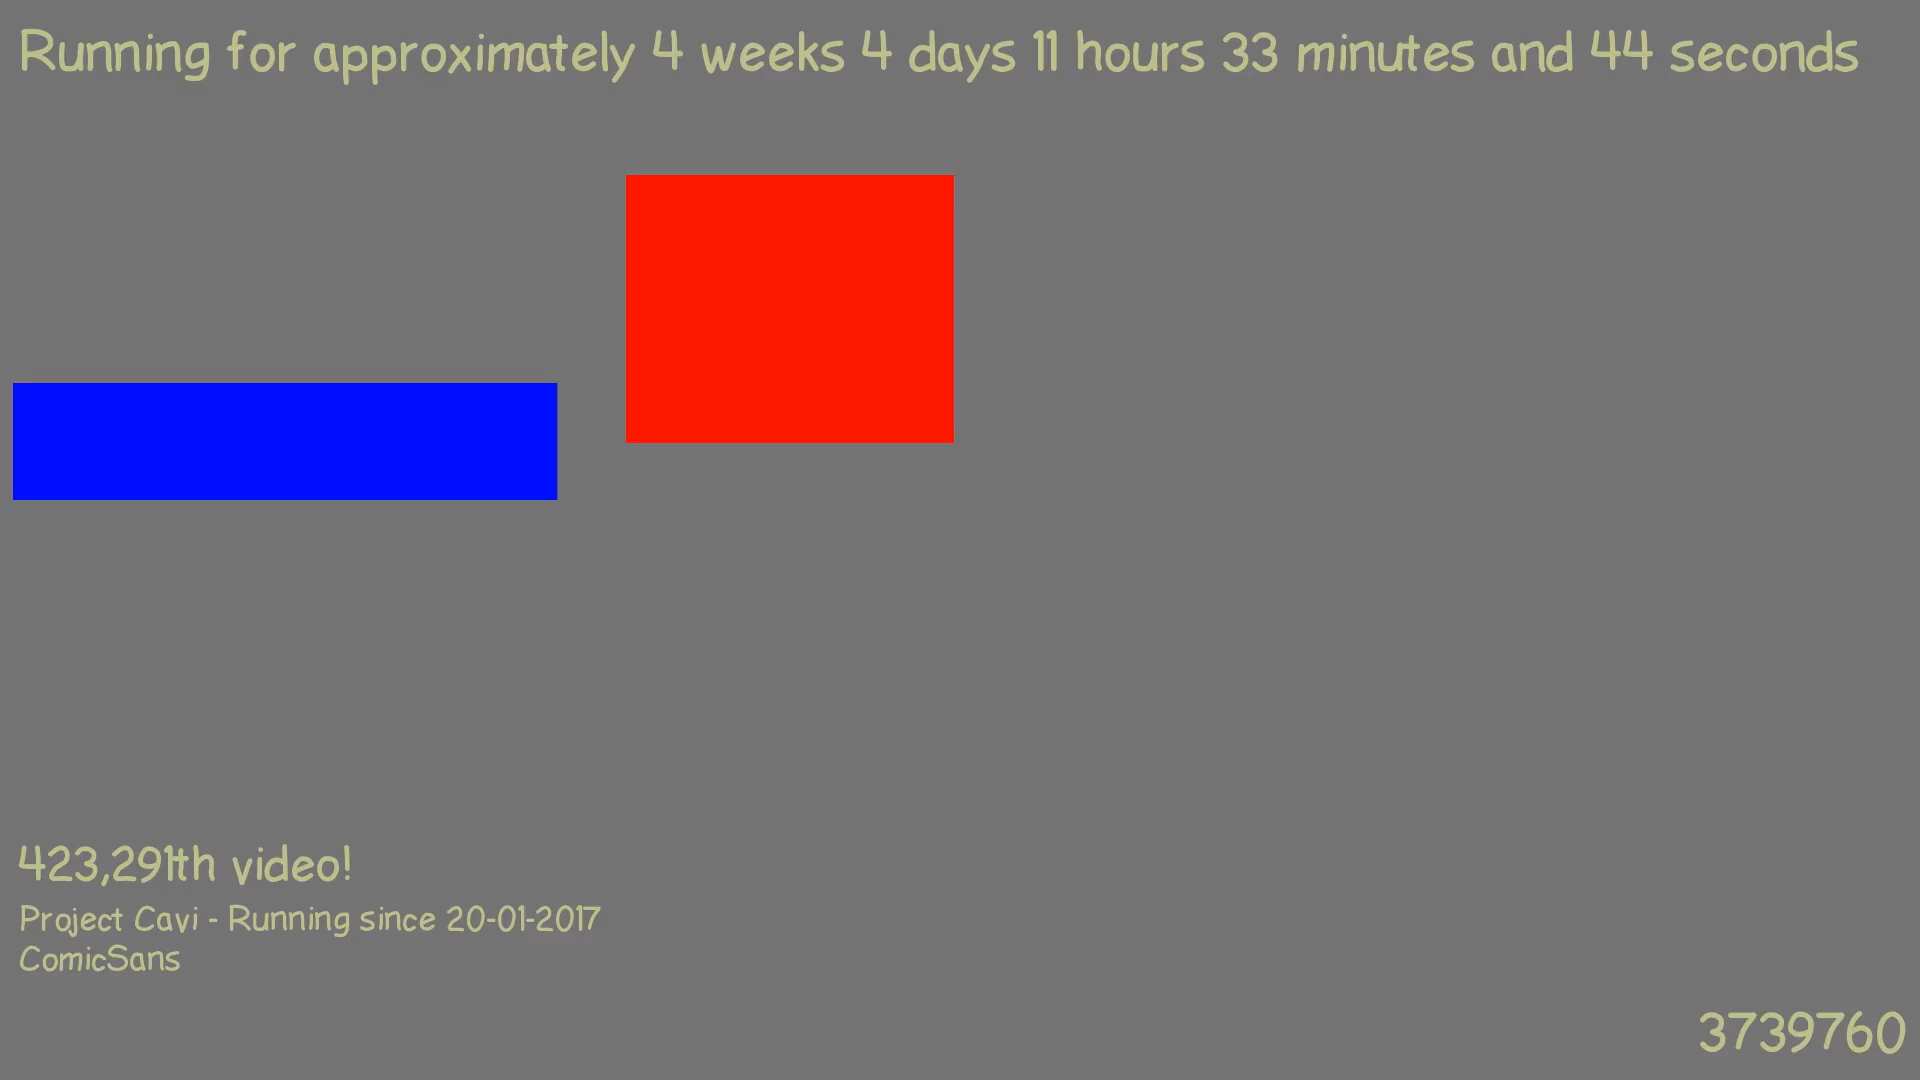 Running for approximately 4 weeks 4 days 11 hours 33 minutes and 44 seconds
423,291th video!
Project Cavi - Running since 20-01-2017
ComicSans
3739760